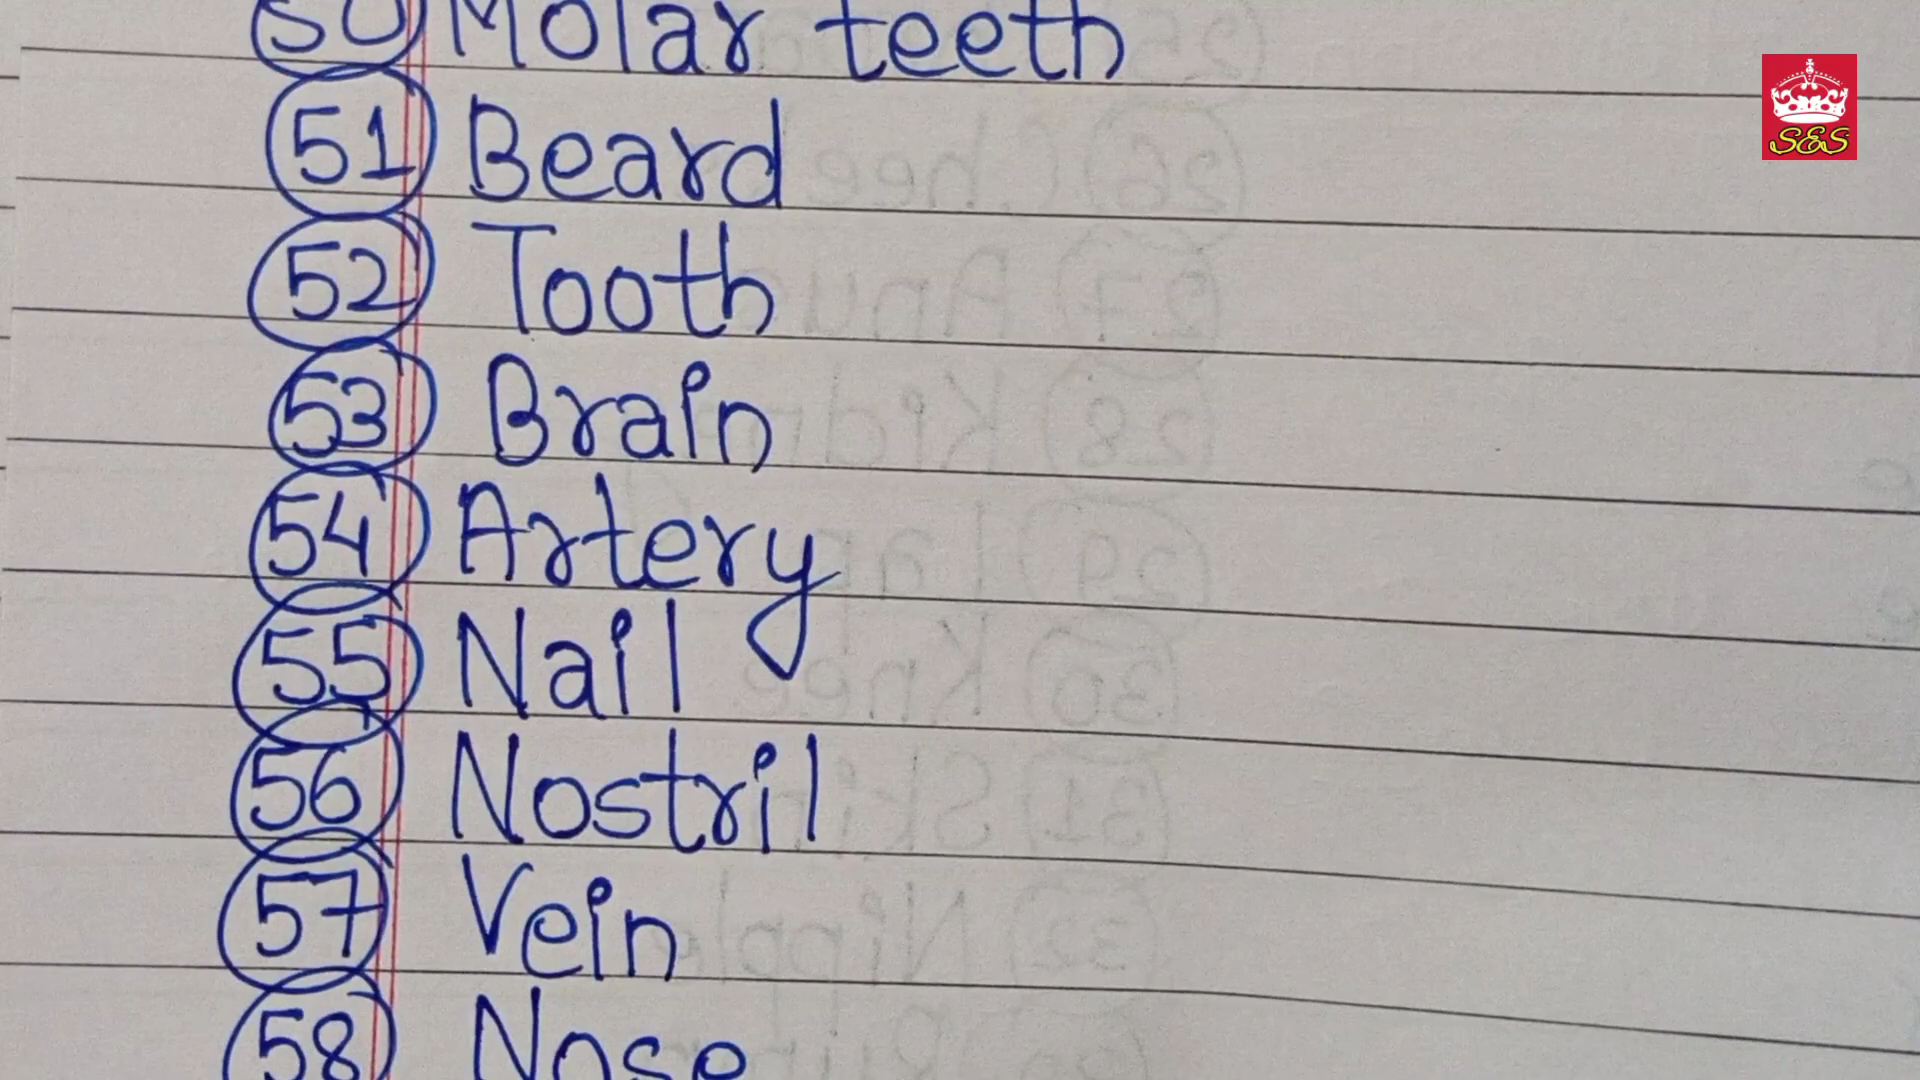 50 Molar teeth
51 Beard
52 Tooth
53 Brain
54 Artery
55 Nail
56 Nostril
57 Vein
58 Nose
S&S